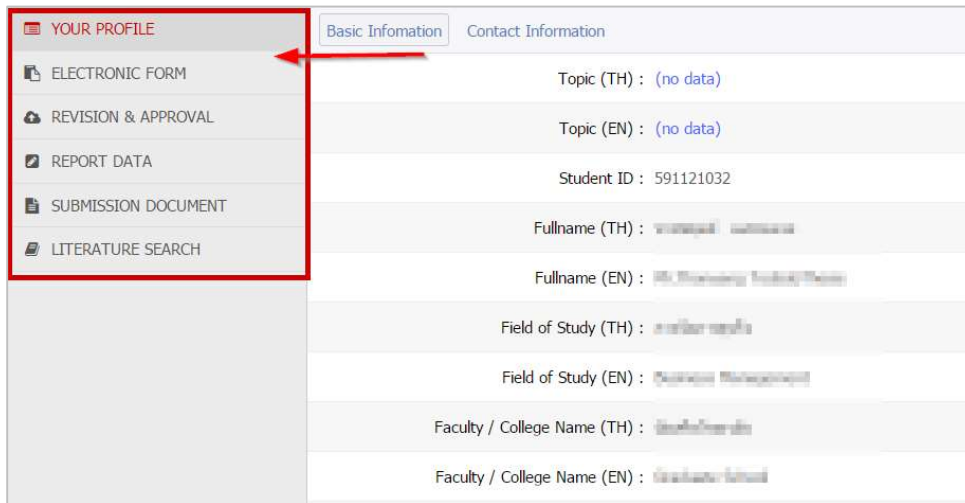 YOUR PROFILE
ELECTRONIC FORM
REVISION & APPROVAL
REPORT DATA
SUBMISSION DOCUMENT
LITERATURE SEARCH
Basic Infomation Contact Information
Topic (TH) : (no data)
Topic (EN) : (no data)
Student ID : 591121032
Fullname (TH) :
Fullname (EN) :
Field of Study (TH) :
Field of Study (EN) :
Faculty / College Name (TH) :
Faculty / College Name (EN) :